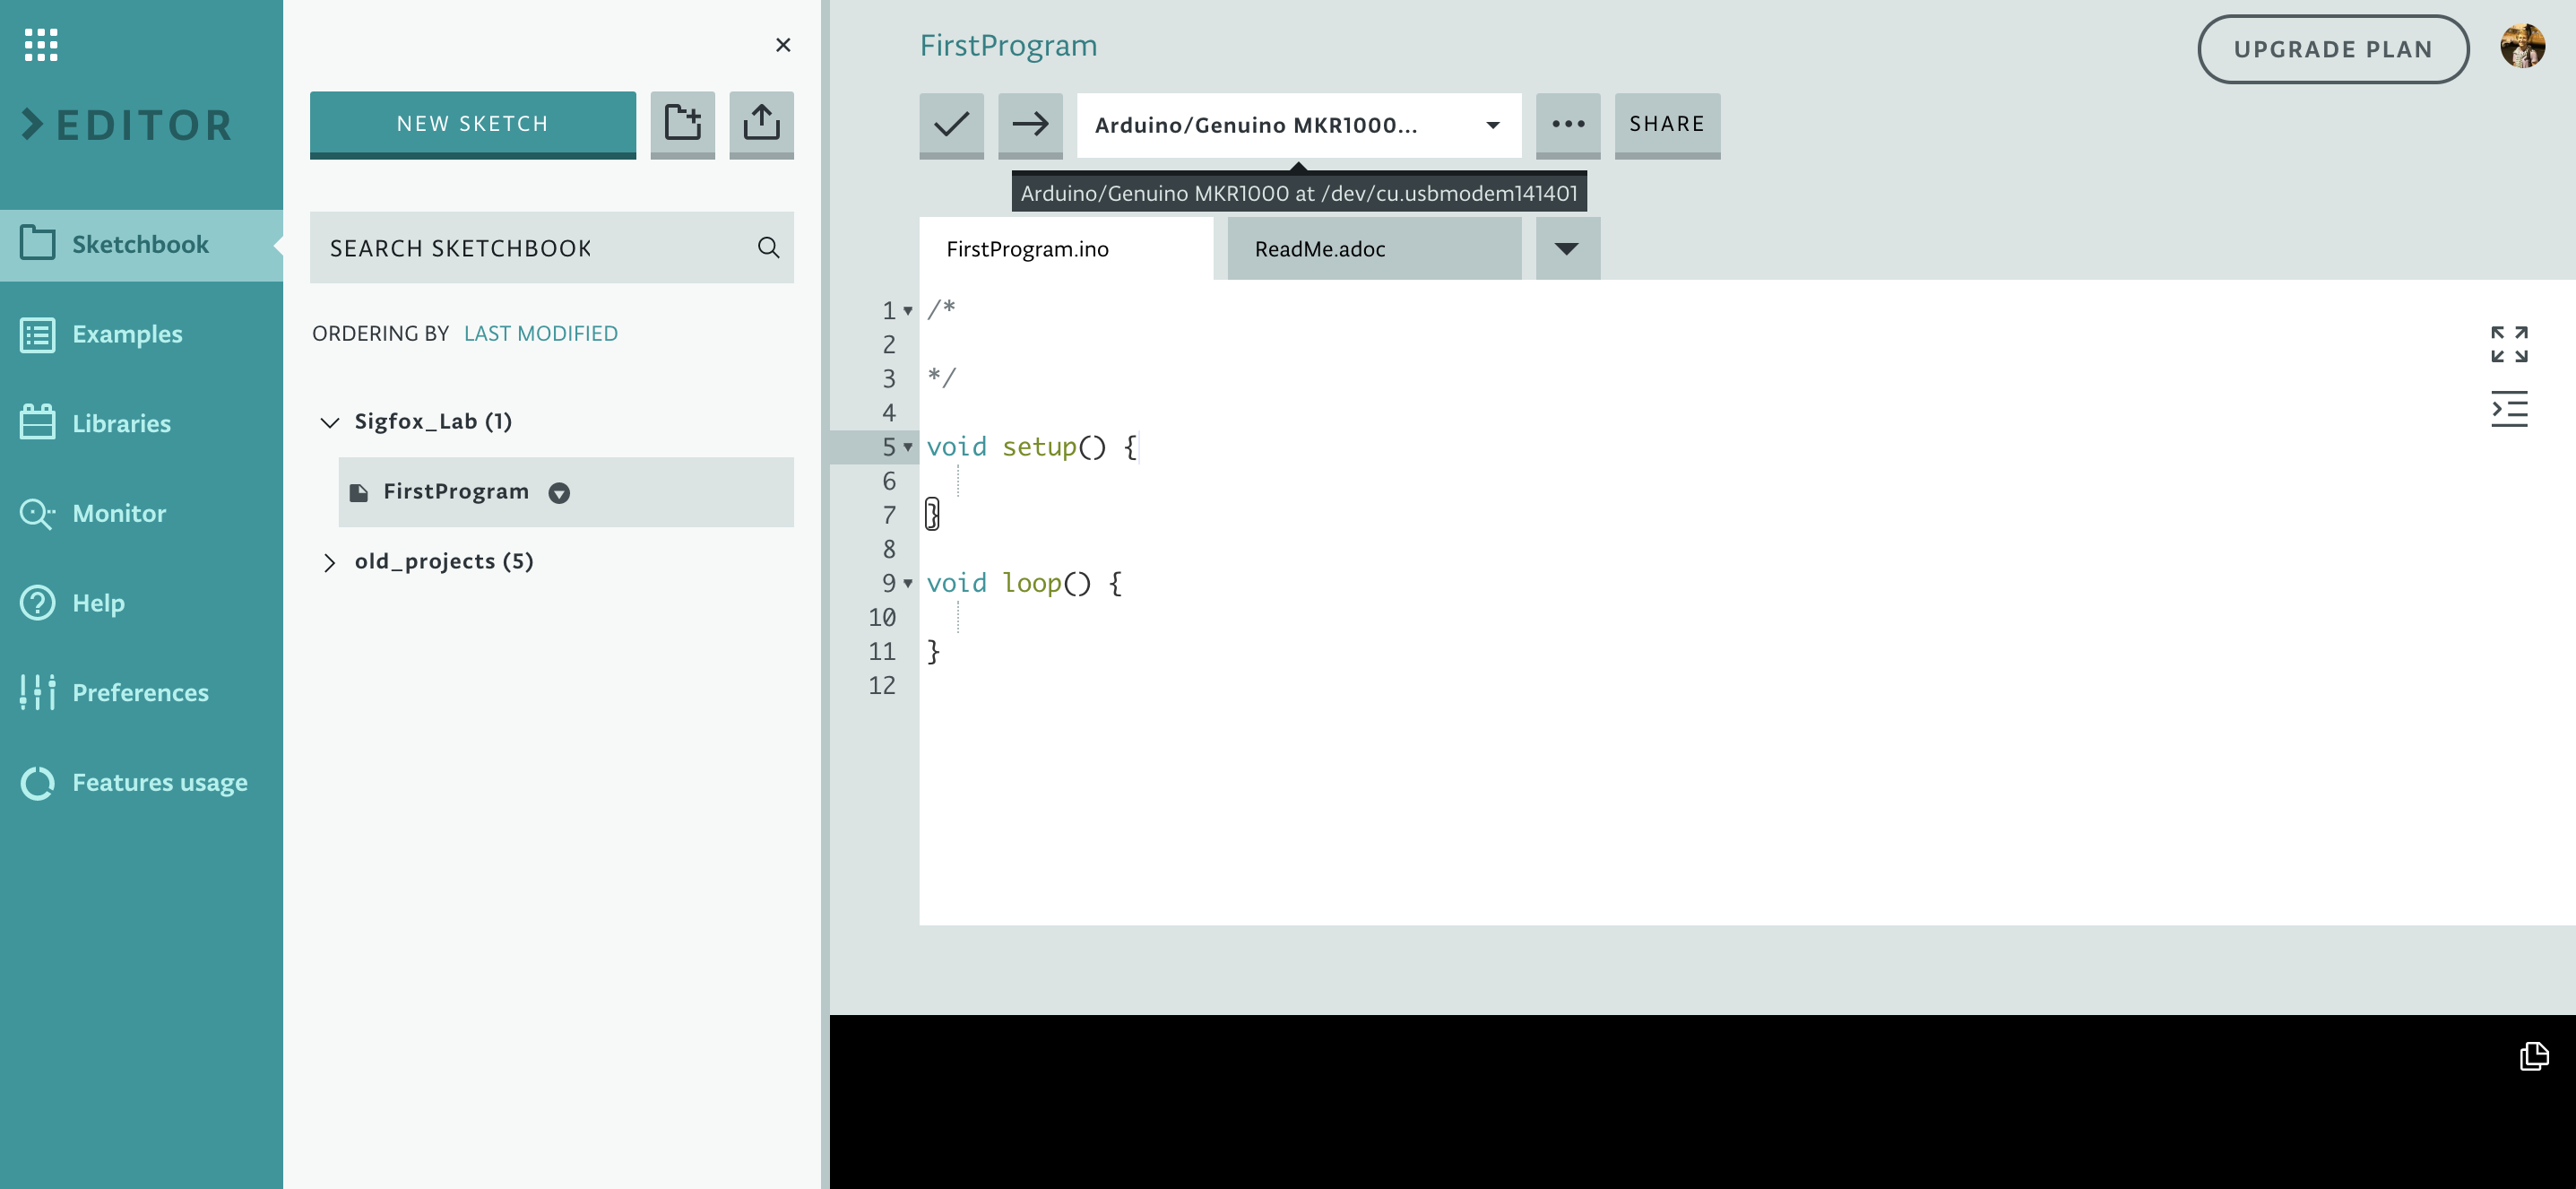 EDITOR
Sketchbook
Examples
Libraries
Monitor
Help
Preferences
Features usage
NEW SKETCH
SEARCH SKETCHBOOK
ORDERING BY LAST MODIFIED
Sigfox_Lab (1)
FirstProgram
old_projects (5)
FirstProgram
UPGRADE PLAN
Arduino/Genuino MKR1000...
SHARE
Arduino/Genuino MKR1000 at /dev/cu.usbmodem141401
FirstProgram.ino ReadMe.adoc
1 /*
2
3 */
4
5 void setup() {
6
7 }
8
9 void loop() {
10
11 }
12